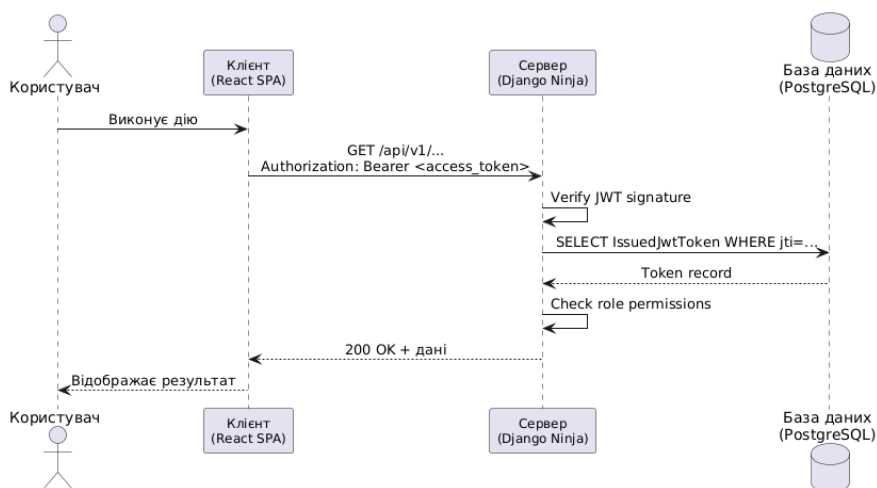 Користувач
Клієнт
(React SPA)
Сервер
(Django Ninja)
База даних
(PostgreSQL)
Виконує дію
GET /api/v1/...
Authorization: Bearer <access_token>
Verify JWT signature
SELECT IssuedJwtToken WHERE jti=...
Token record
Check role permissions
200 OK + дані
Відображає результат
Користувач
Клієнт
(React SPA)
Сервер
(Django Ninja)
База даних
(PostgreSQL)